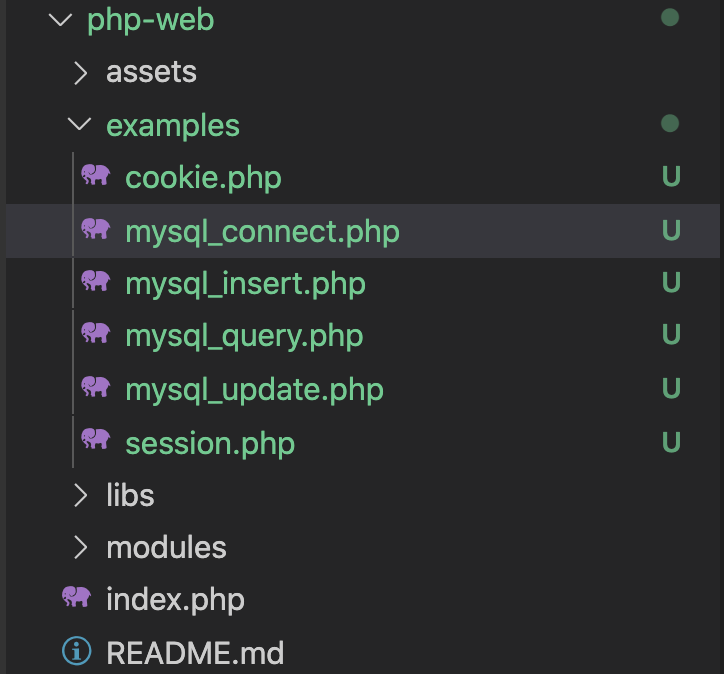 php-web
assets
examples
cookie.php U
mysql_connect.php U
mysql_insert.php U
mysql_query.php U
mysql_update.php U
session.php U
libs
modules
index.php
README.md